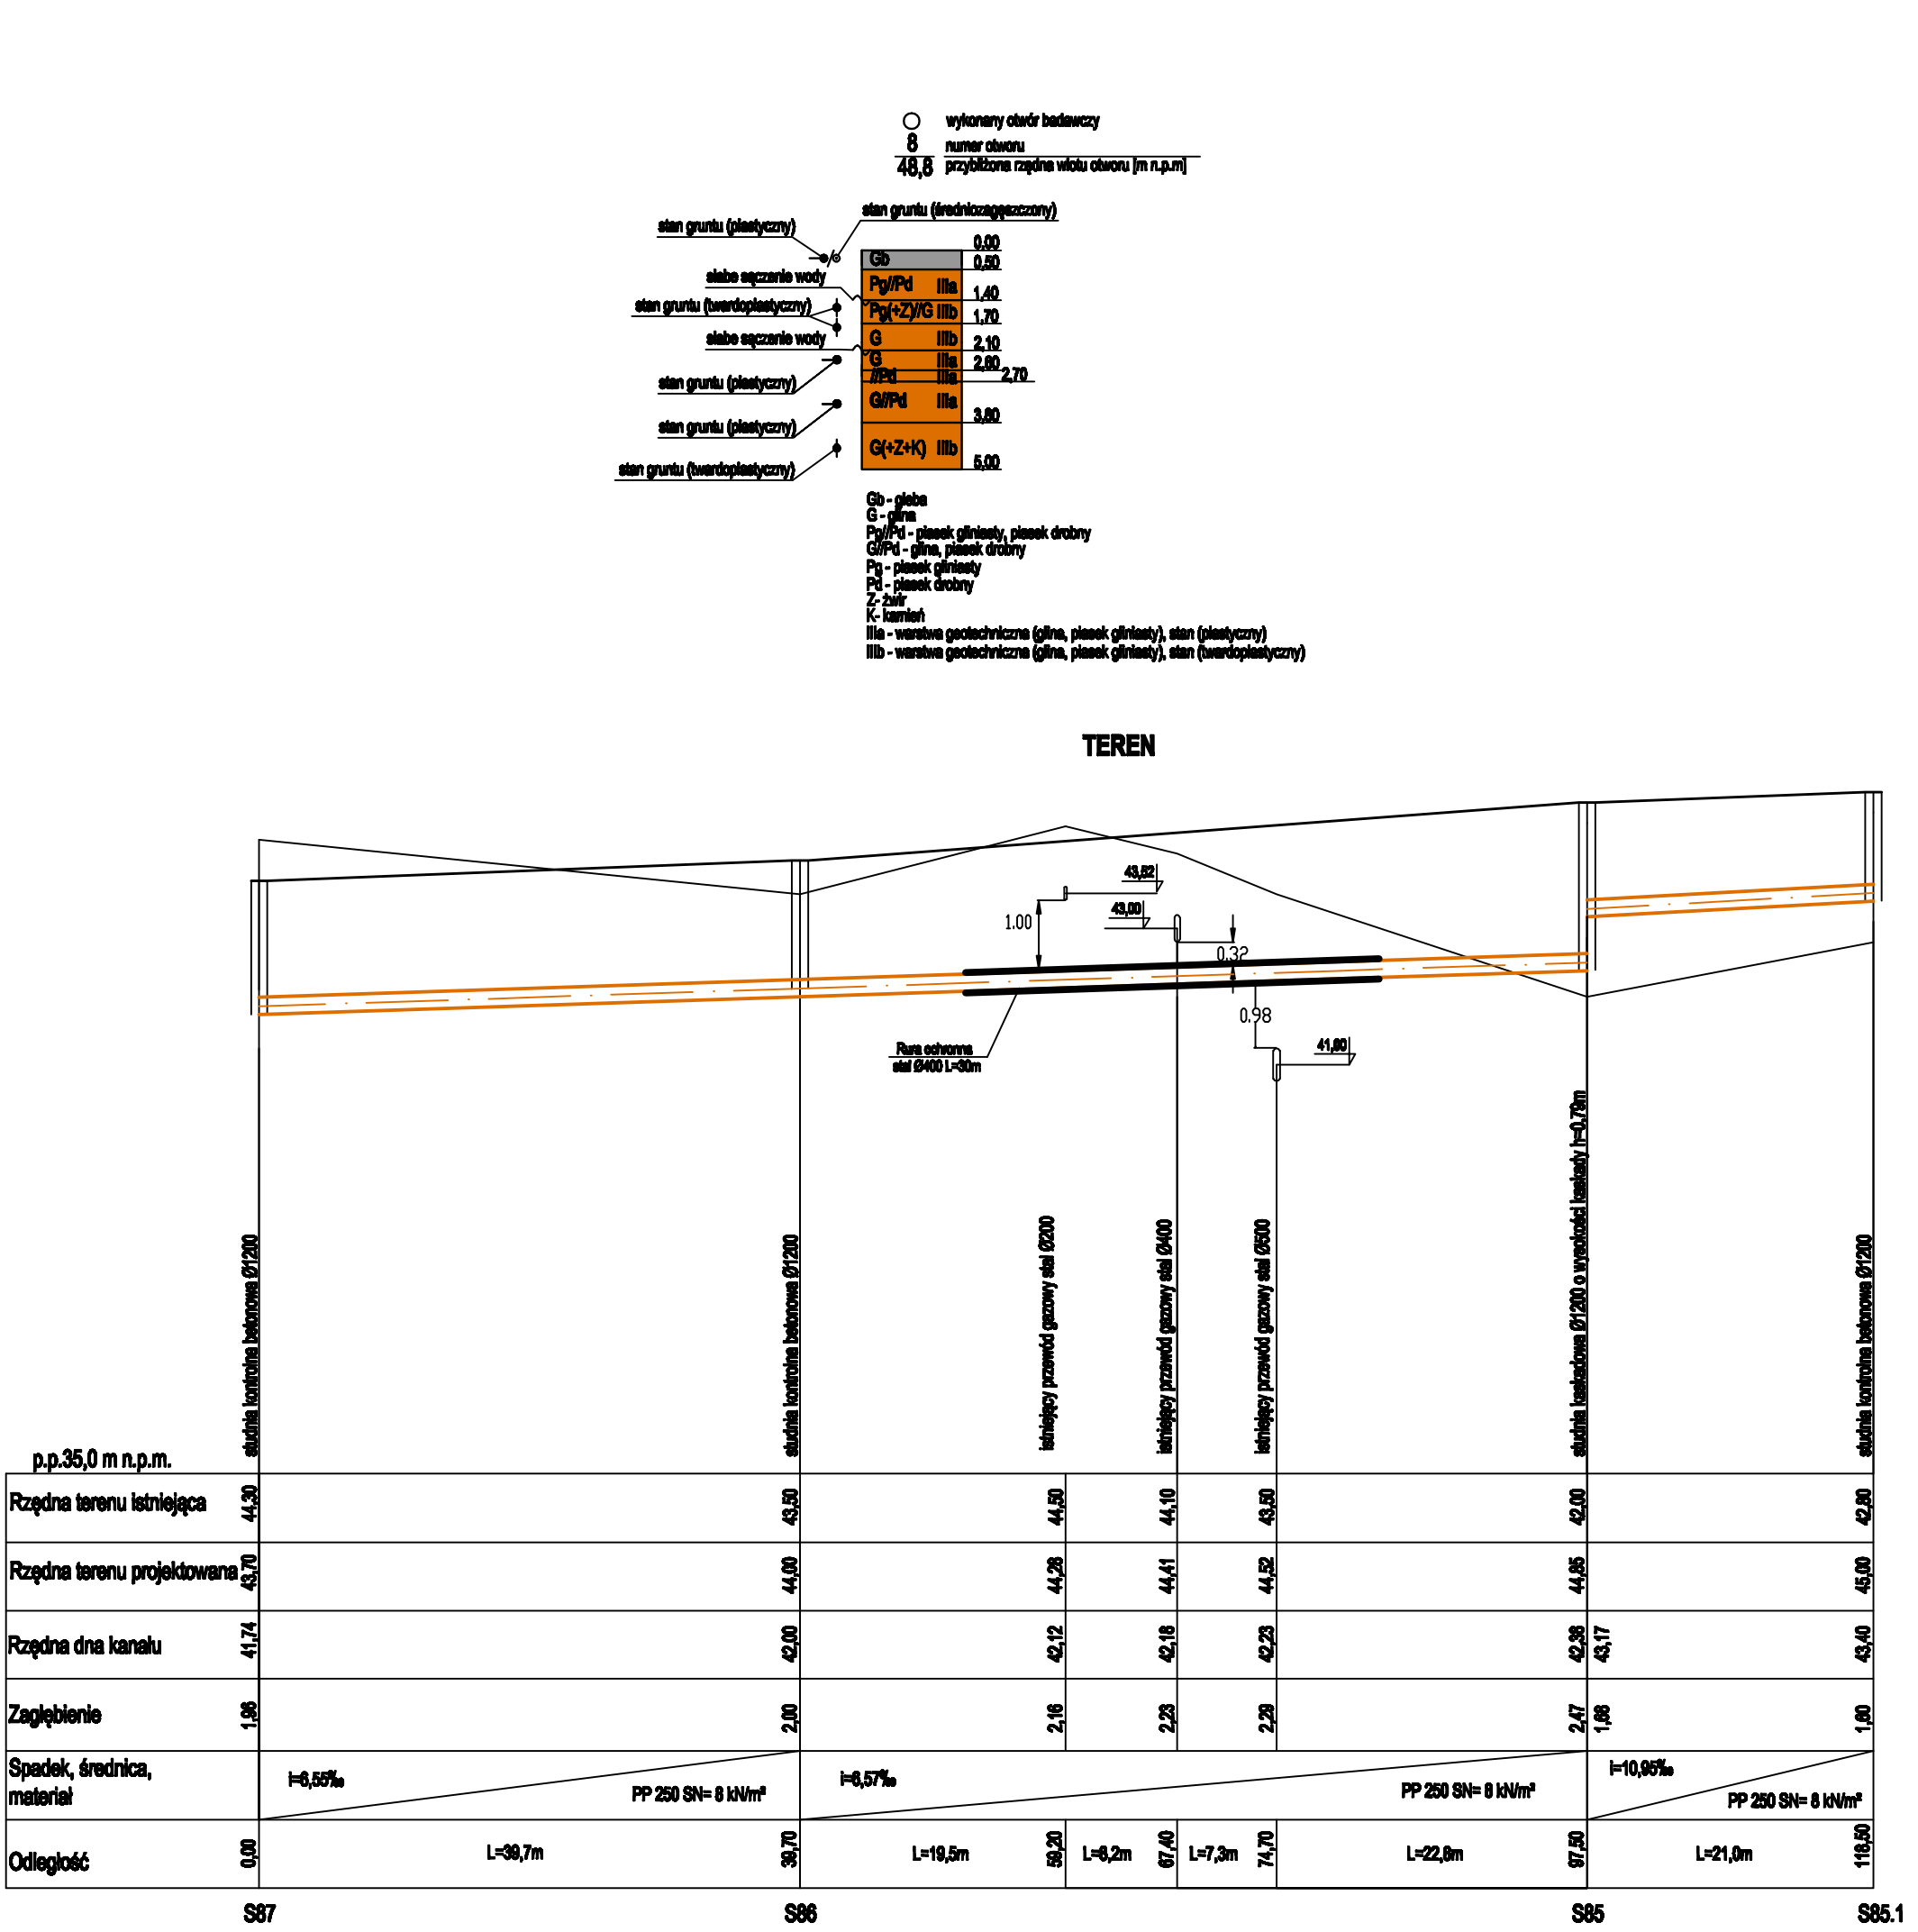 wykonany otwór badawczy
8 numer otworu
48,8 przybliżona rzędna wlotu otworu [m n.p.m]
stan gruntu (średniozagęszczony)
stan gruntu (plastyczny)
0,00
Gb 0,50
słabe sączenie wody
Pg//Pd IIIa 1,40
stan gruntu (twardoplastyczny)
Pg(+Z)//G IIIb 1,70
słabe sączenie wody
G IIIb 2,10
G IIIa 2,60
//Pd IIIa 2,70
stan gruntu (plastyczny)
G//Pd IIIa 3,80
stan gruntu (plastyczny)
G(+Z+K) IIIb 5,00
stan gruntu (twardoplastyczny)
Gb - gleba
G - glina
Pg//Pd - piasek gliniasty, piasek drobny
G//Pd - glina, piasek drobny
Pg - piasek gliniasty
Pd - piasek drobny
Z- żwir
K- kamień
IIIa - warstwa geotechniczna (glina, piasek gliniasty), stan (plastyczny)
IIIb - warstwa geotechniczna (glina, piasek gliniasty), stan (twardoplastyczny)
TEREN
43,52
1.00
43,00
0.32
0.98
41,60
Rura ochronna
stal Ø400 L=30m
studnia kontrolna betonowa Ø1200
studnia kontrolna betonowa Ø1200
istniejący przewód gazowy stal Ø200
istniejący przewód gazowy stal Ø400
istniejący przewód gazowy stal Ø500
studnia kaskadowa Ø1200 o wysokości kaskady h=0,79m
studnia kontrolna betonowa Ø1200
p.p.35,0 m n.p.m.
Rzędna terenu istniejąca 44,30 43,50 44,50 44,10 43,50 42,00 42,80
Rzędna terenu projektowana 43,70 44,00 44,28 44,41 44,52 44,85 45,00
Rzędna dna kanału 41,74 42,00 42,12 42,18 42,23 42,38 43,17 43,40
Zagłębienie 1,96 2,00 2,16 2,23 2,29 2,47 1,68 1,60
Spadek, średnica,
materiał
i=6,55‰ PP 250 SN= 8 kN/m²
i=6,57‰ PP 250 SN= 8 kN/m²
i=10,95‰ PP 250 SN= 8 kN/m²
Odległość 0,00 L=39,7m 39,70 L=19,5m 59,20 L=8,2m 67,40 L=7,3m 74,70 L=22,8m 97,50 L=21,0m 118,50
S87 S86 S85 S85.1